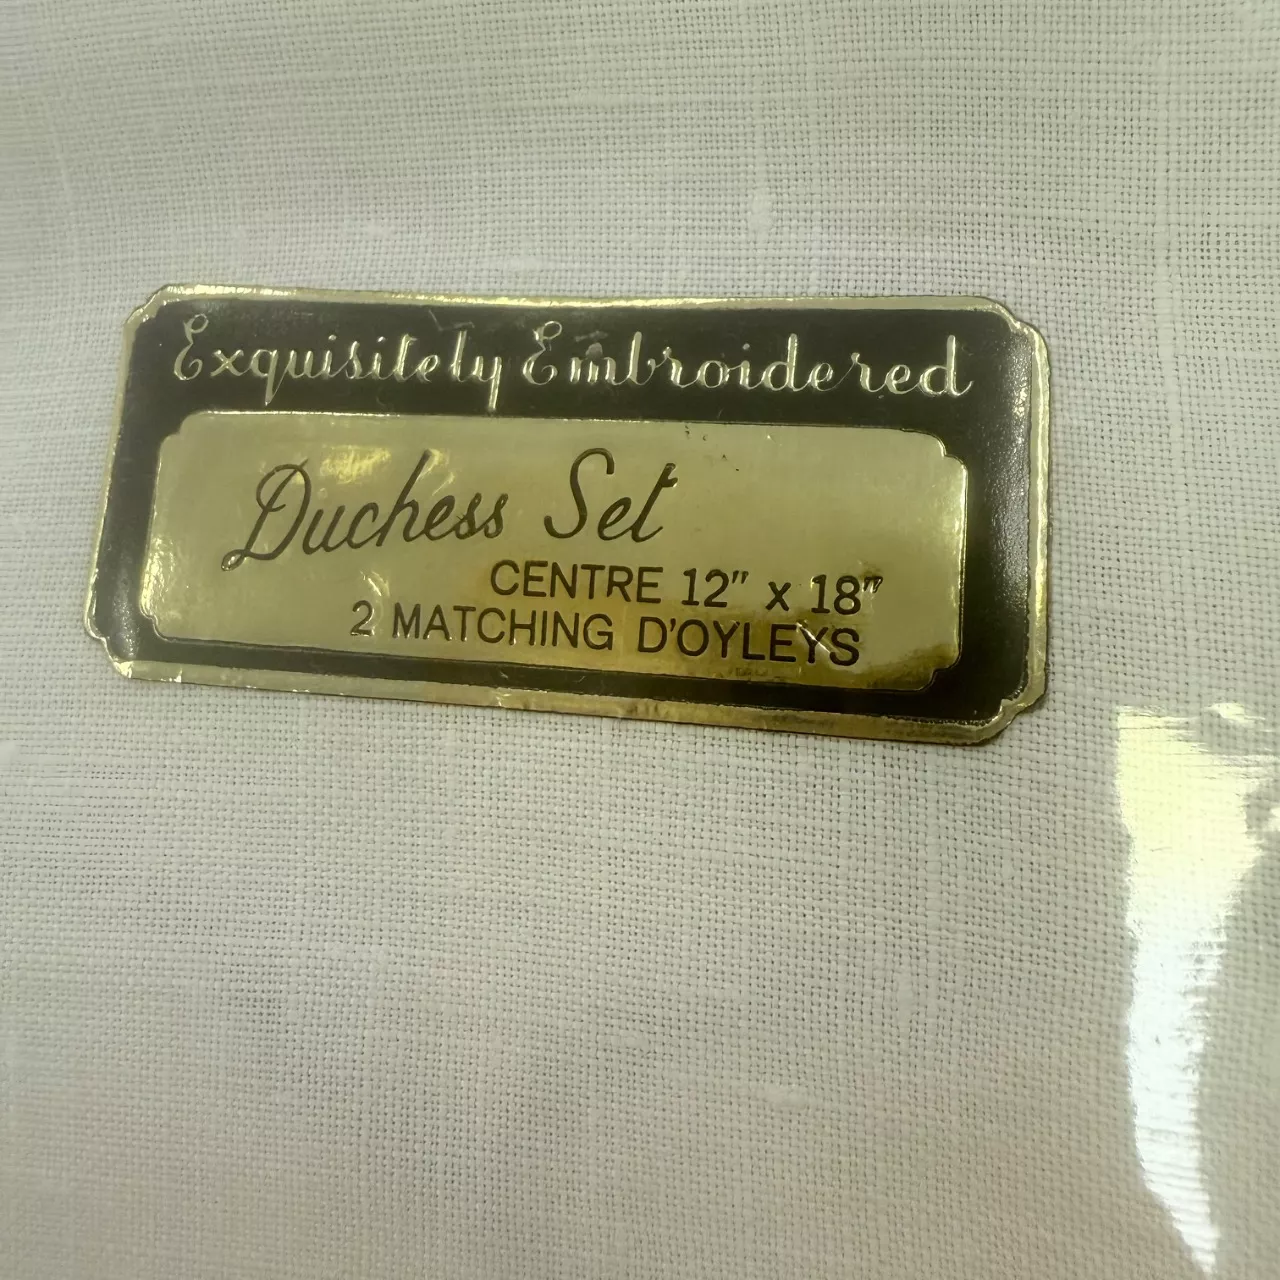 Exquisitely Embroidered
Duchess Set
CENTRE 12" x 18"
2 MATCHING D'OYLEYS